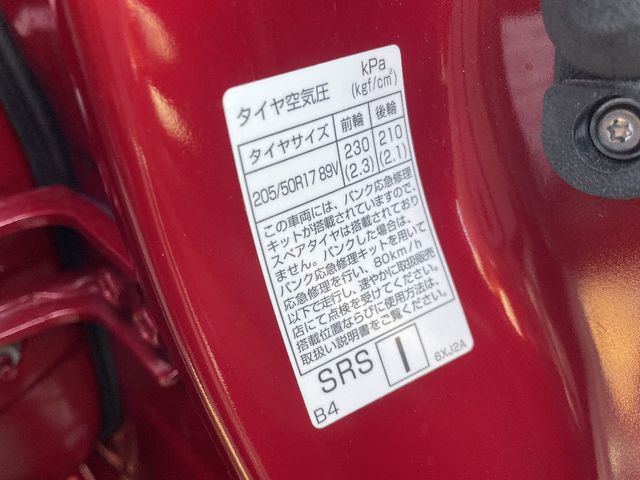 タイヤ空気圧 kPa (kgf/cm²)
タイヤサイズ 前輪 後輪
205/50R17 89V 230 (2.3) 210 (2.1)
この車両には、パンク応急修理
キットが搭載されていますので、
スペアタイヤは搭載されており
ません。パンクした場合は、
パンク応急修理キットを用いて
応急修理を行い、80km/h
以下で走行し、速やかに取扱販売
店にて点検を受けてください。
搭載位置ならびに使用方法は、
取扱い説明書をご覧ください。
SRS I
B4 6XJ2A